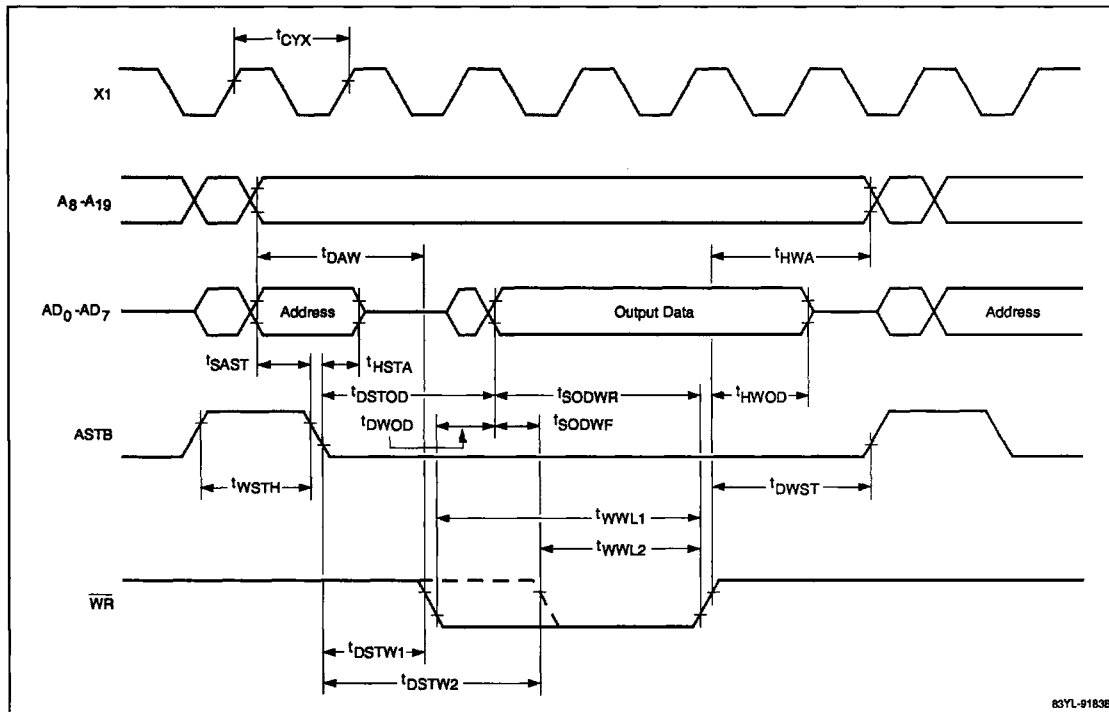 tCYX
X1
A8-A19
tDAW
tHWA
AD0-AD7
Address
Output Data
Address
tSAST
tHSTA
tDSTOD
tSODWR
tHWOD
tDWOD
tSODWF
ASTB
tWSTH
tDWST
tWWL1
tWWL2
WR
tDSTW1
tDSTW2
83YL-9183B